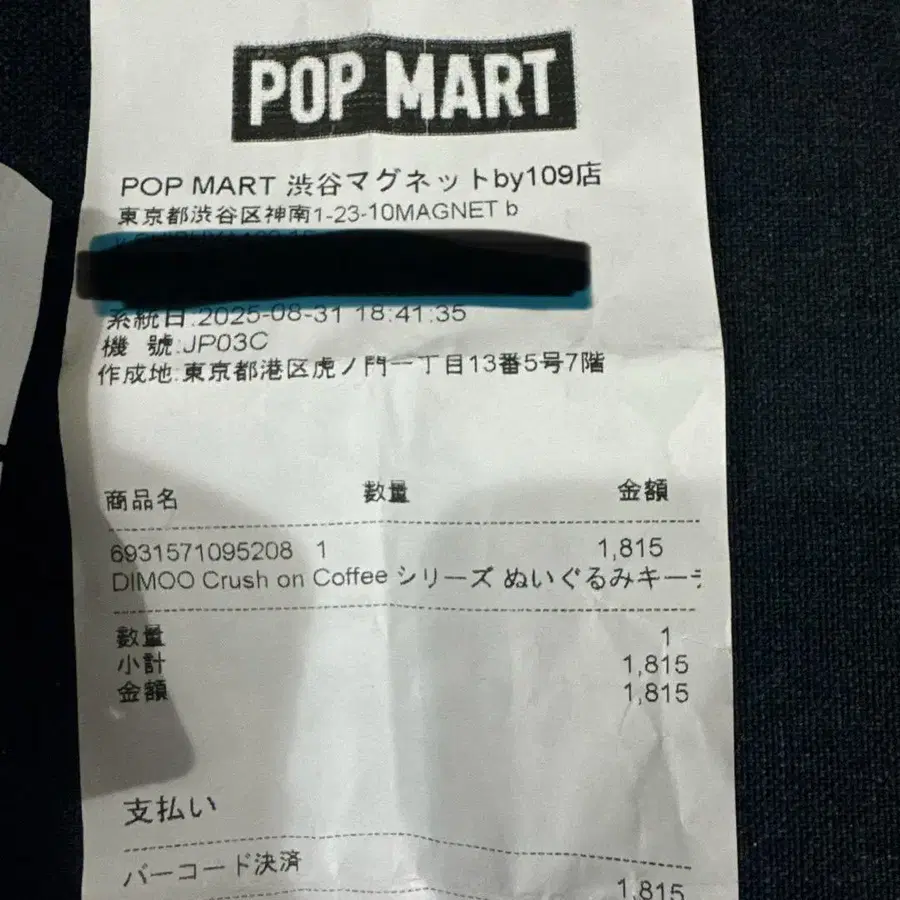 POP MART
POP MART 渋谷マグネットby109店
東京都渋谷区神南1-23-10MAGNET b
系統日:2025-08-31 18:41:35
機 號:JP03C
作成地:東京都港区虎ノ門一丁目13番5号7階
商品名 数量 金額
6931571095208 1 1,815
DIMOO Crush on Coffee シリーズ ぬいぐるみキー
数量 1
小計 1,815
金額 1,815
支払い
バーコード決済
1,815